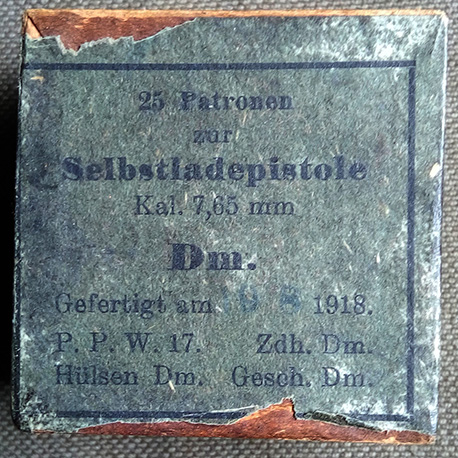 25 Patronen
zur
Selbstladepistole
Kal. 7,65 mm
Dm.
Gefertigt am 1918.
P. P. W. 17. Zdh. Dm.
Hülsen Dm. Gesch. Dm.